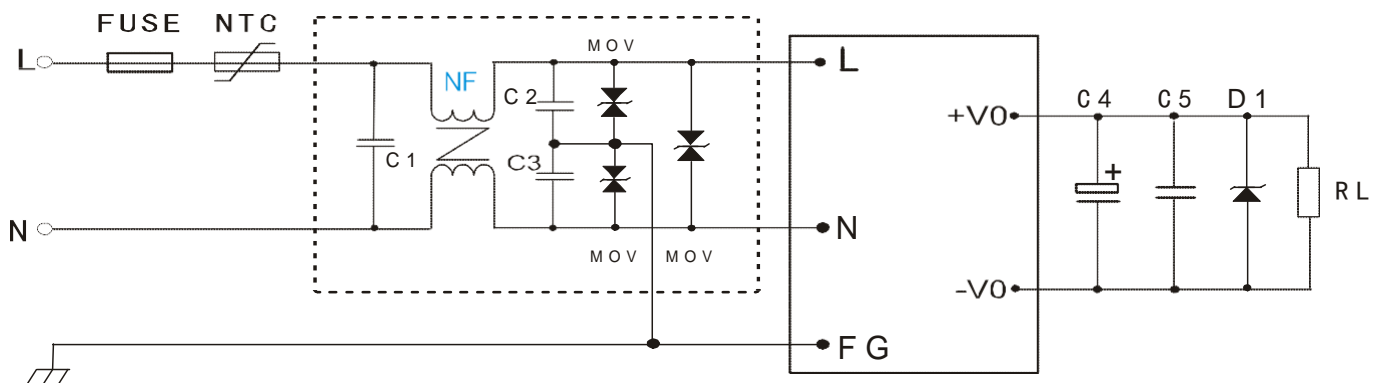 FUSE NTC
MOV
L
NF
C2
L
C4 C5 D1
+V0
C1
C3
RL
N
N
MOV MOV
-V0
FG